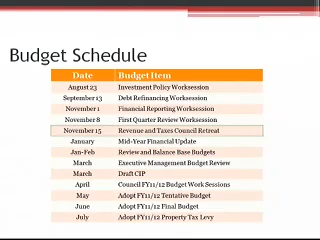 Budget Schedule
Date Budget Item
August 23 Investment Policy Worksession
September 13 Debt Refinancing Worksession
November 1 Financial Reporting Worksession
November 8 First Quarter Review Worksession
November 15 Revenue and Taxes Council Retreat
January Mid-Year Financial Update
Jan-Feb Review and Balance Base Budgets
March Executive Management Budget Review
March Draft CIP
April Council FY11/12 Budget Work Sessions
May Adopt FY11/12 Tentative Budget
June Adopt FY11/12 Final Budget
July Adopt FY11/12 Property Tax Levy